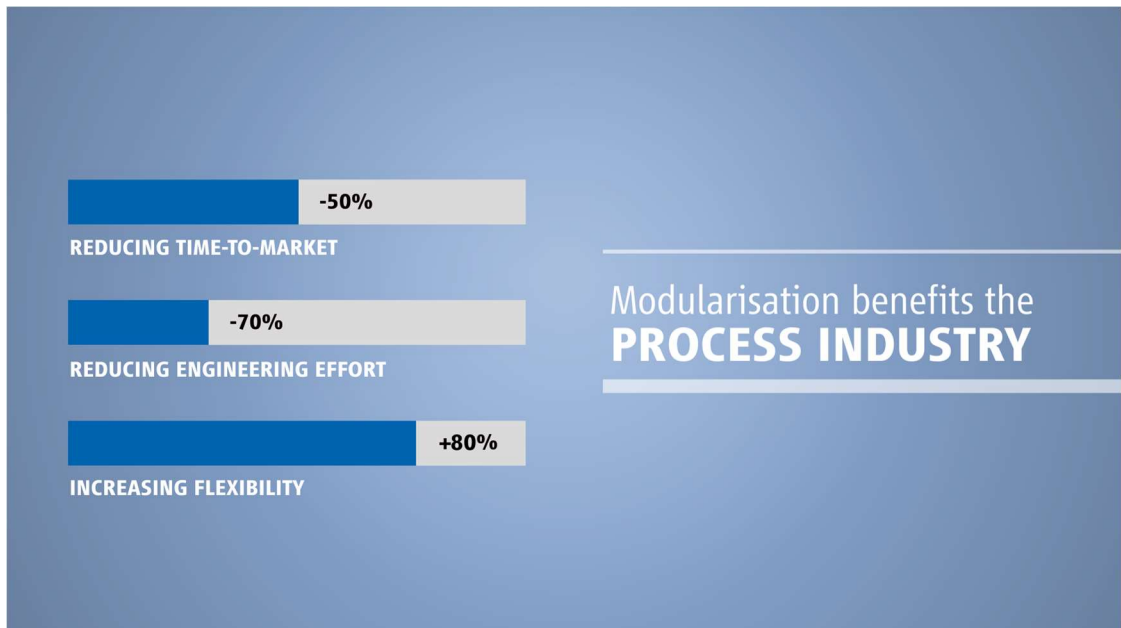 -50%
REDUCING TIME-TO-MARKET
-70%
REDUCING ENGINEERING EFFORT
+80%
INCREASING FLEXIBILITY
Modularisation benefits the
PROCESS INDUSTRY